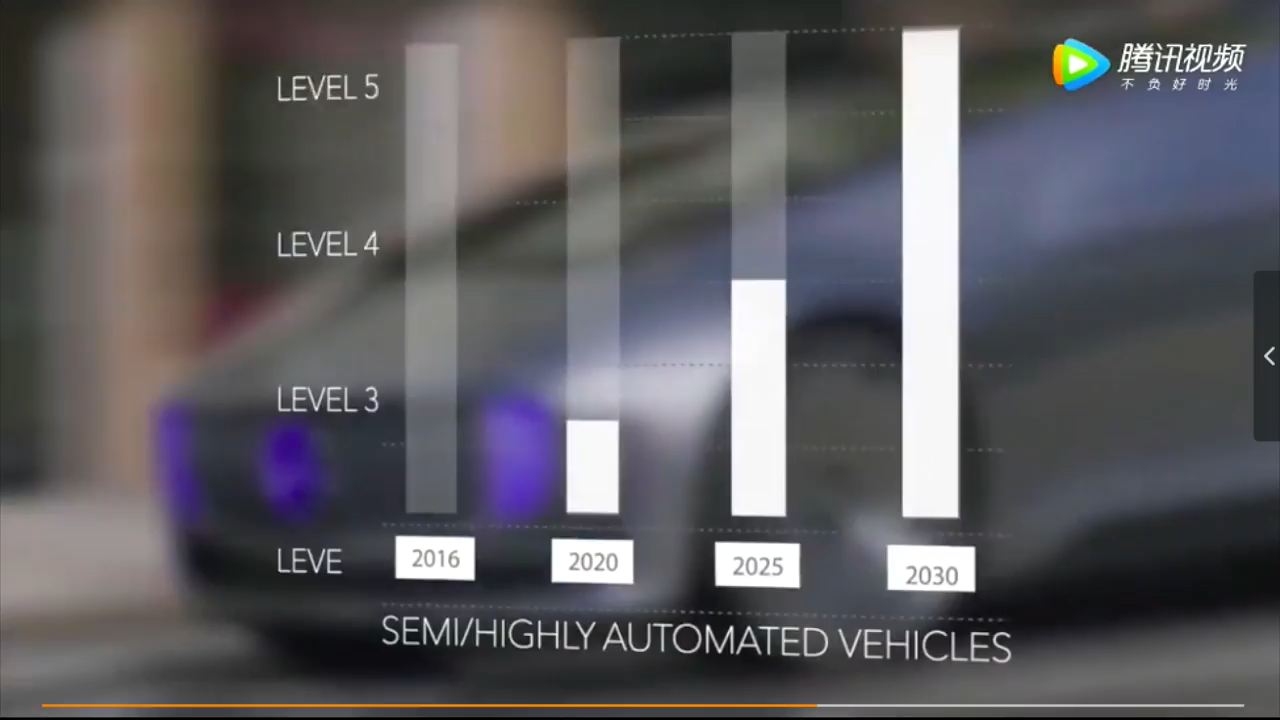 腾讯视频
不负好时光
LEVEL 5
LEVEL 4
LEVEL 3
LEVE
2016
2020
2025
2030
SEMI/HIGHLY AUTOMATED VEHICLES